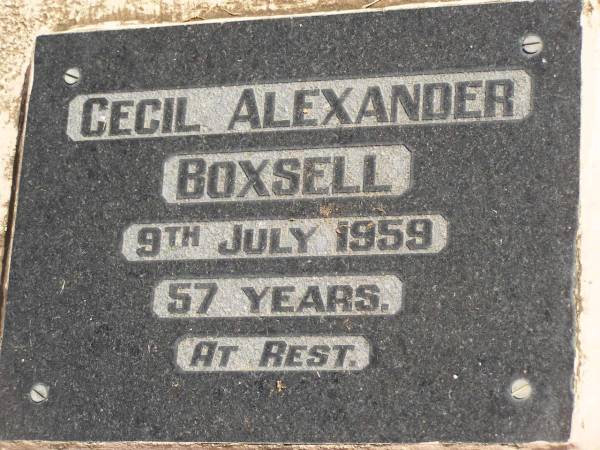 CECIL ALEXANDER
BOXSELL
9TH JULY 1959
57 YEARS.
AT REST.